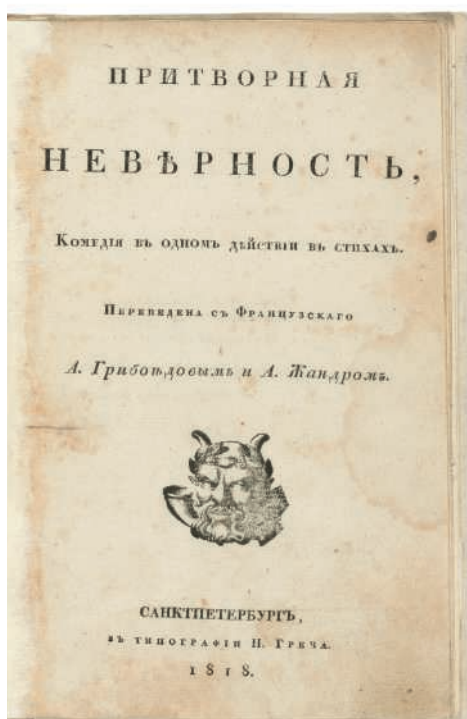 ПРИТВОРНАЯ
НЕВѢРНОСТЬ,
Комедія въ одномъ дѣйствіи въ стихахъ.
Переведена съ Французскаго
А. Грибоѣдовымъ и А. Жандромъ.
САНКТПЕТЕРБУРГЪ,
въ типографіи Н. Греча.
1818.